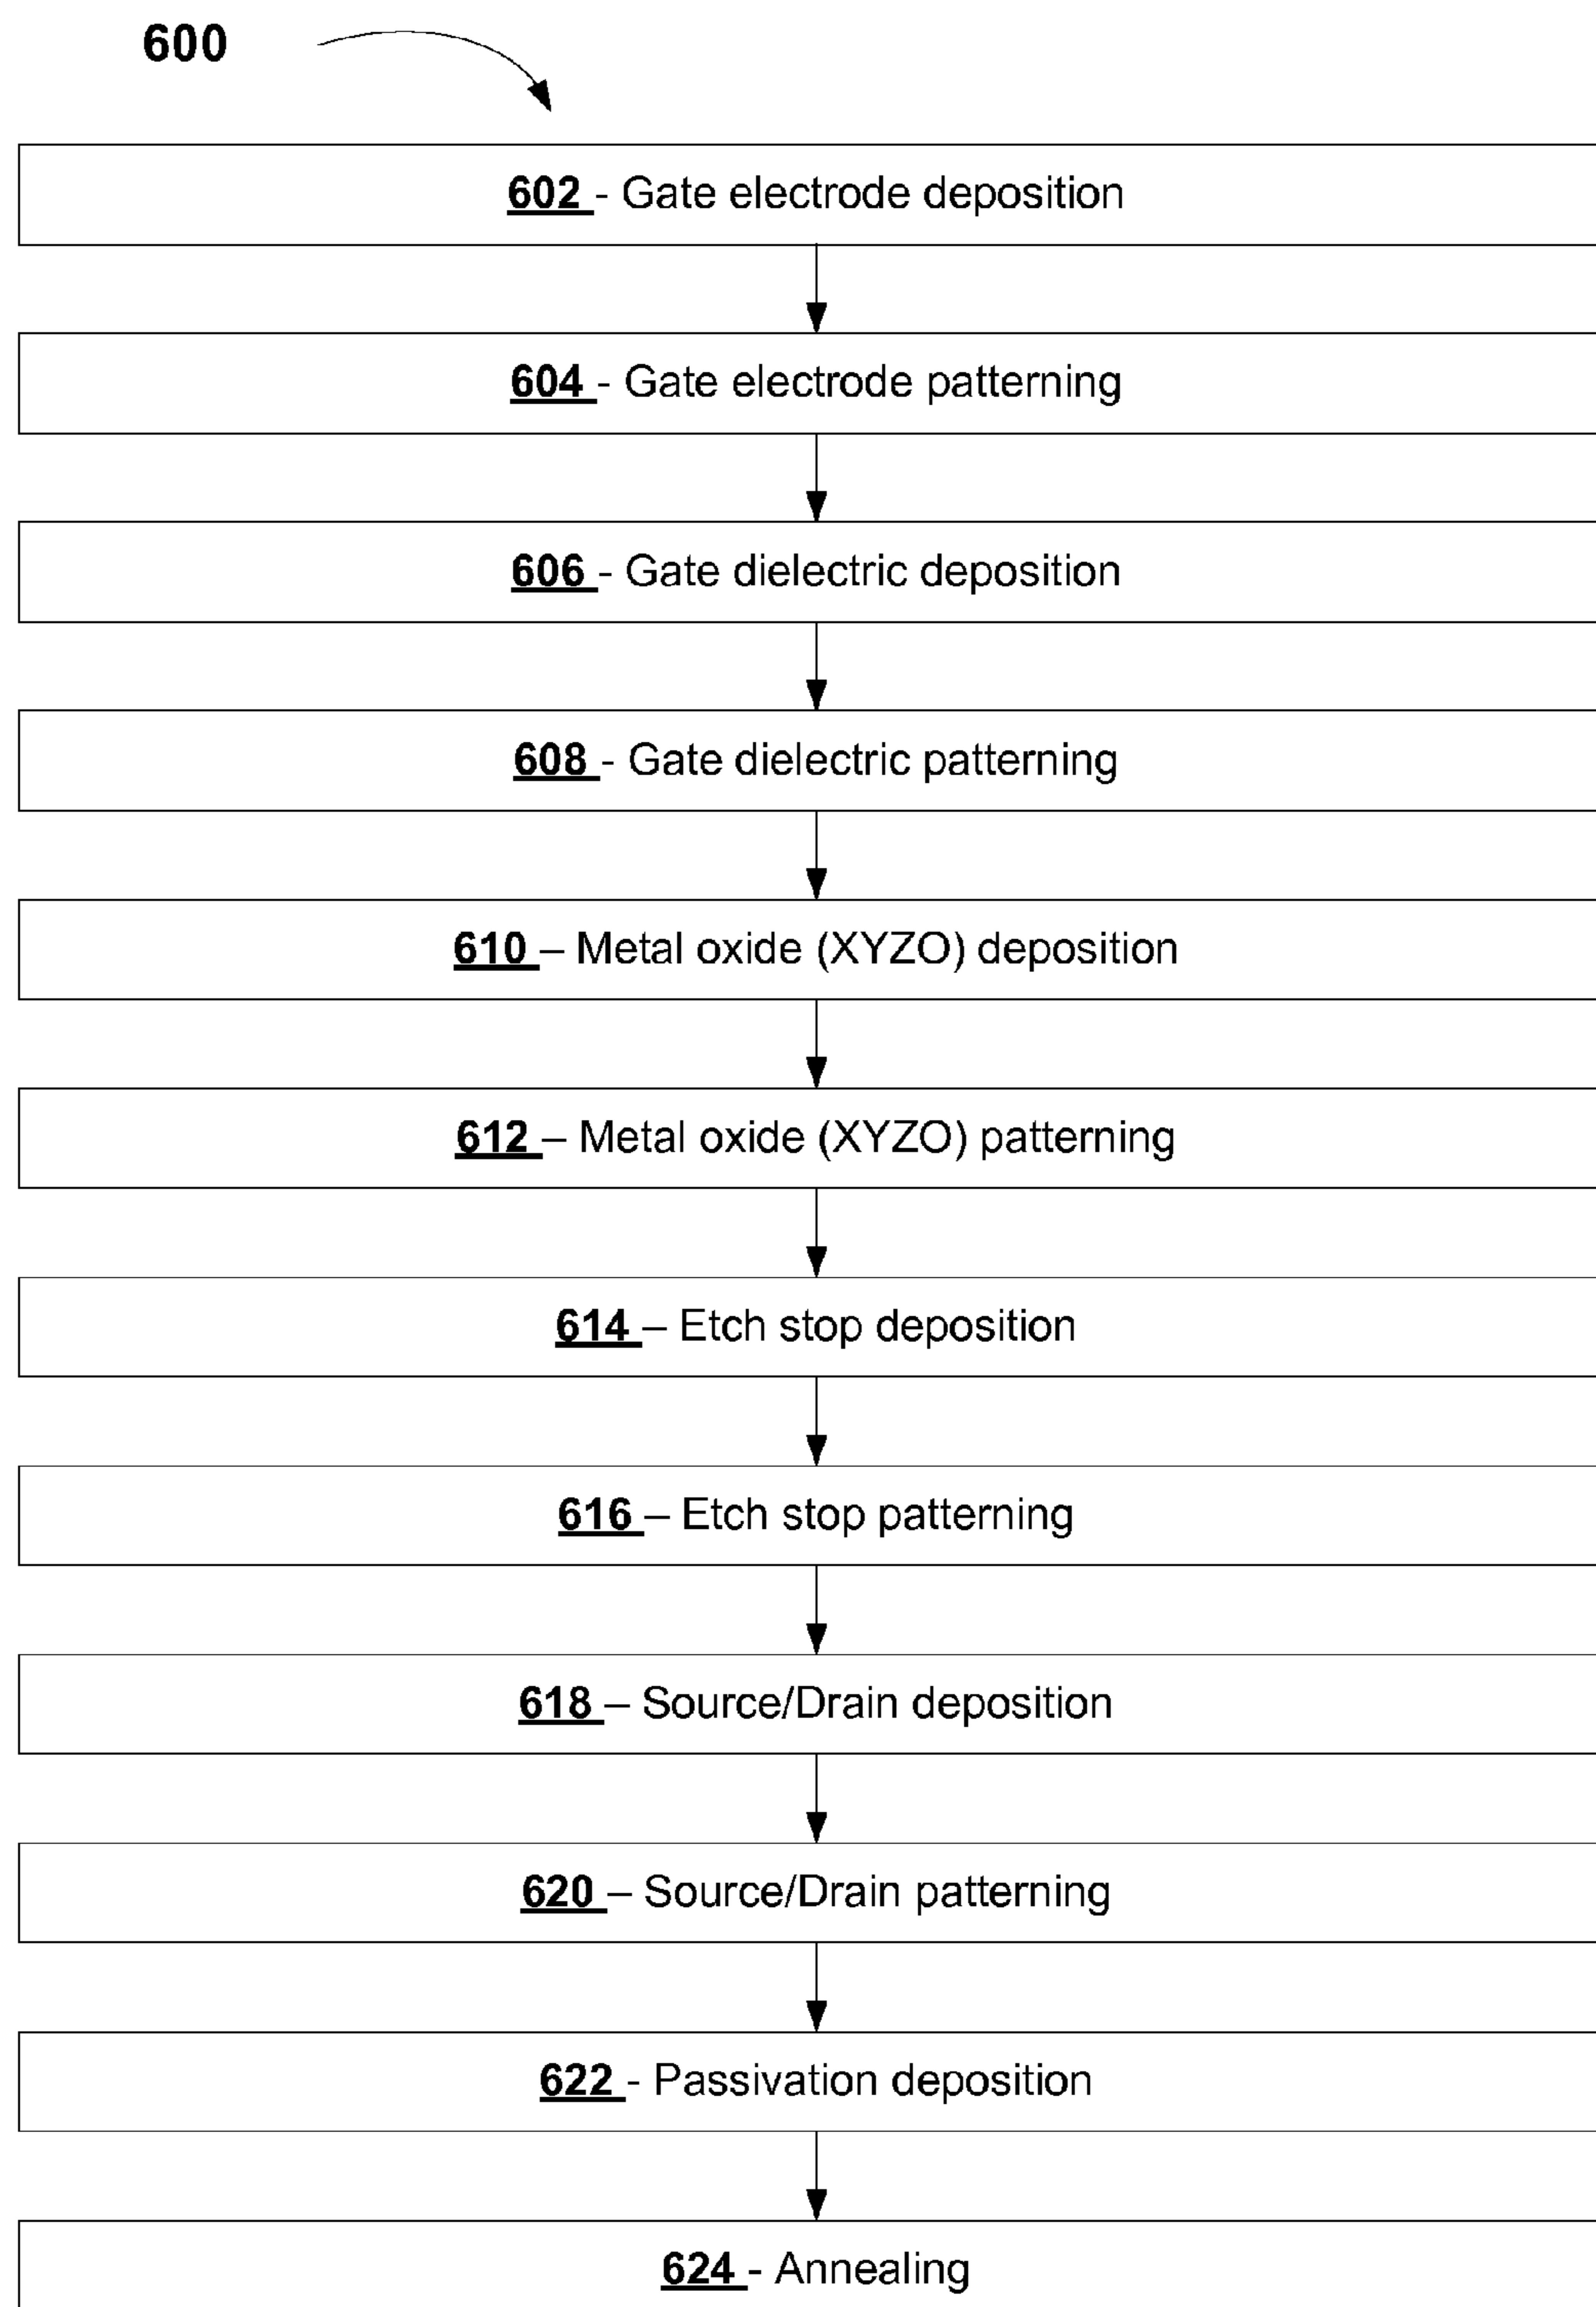 600
602 - Gate electrode deposition
604 - Gate electrode patterning
606 - Gate dielectric deposition
608 - Gate dielectric patterning
610 – Metal oxide (XYZO) deposition
612 – Metal oxide (XYZO) patterning
614 – Etch stop deposition
616 – Etch stop patterning
618 – Source/Drain deposition
620 – Source/Drain patterning
622 - Passivation deposition
624 - Annealing